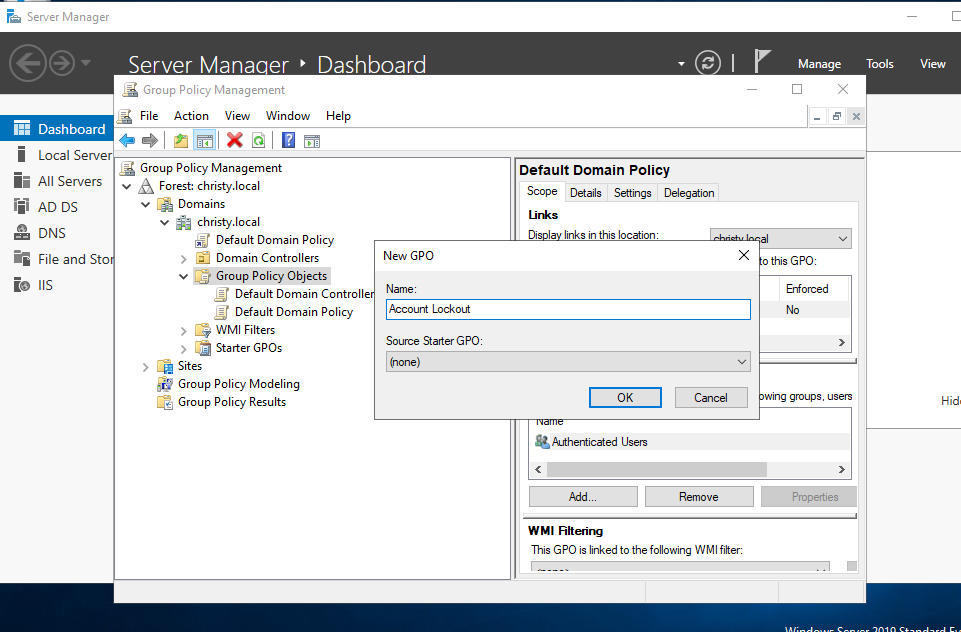 Server Manager
Server Manager Dashboard
Manage Tools View
Dashboard
Local Server
All Servers
AD DS
DNS
File and Stor
IIS
Group Policy Management
File Action View Window Help
Group Policy Management
Forest: christy.local
Domains
christy.local
Default Domain Policy
Domain Controllers
Group Policy Objects
Default Domain Controller
Default Domain Policy
WMI Filters
Starter GPOs
Sites
Group Policy Modeling
Group Policy Results
Default Domain Policy
Scope Details Settings Delegation
Links
Display links in this location: christy.local
to this GPO:
Enforced
No
New GPO
Name:
Account Lockout
Source Starter GPO:
(none)
OK Cancel
owing groups, users
Name
Authenticated Users
Add... Remove Properties
WMI Filtering
This GPO is linked to the following WMI filter:
(none)
Hid
Windows Server 2019 Standard Ev